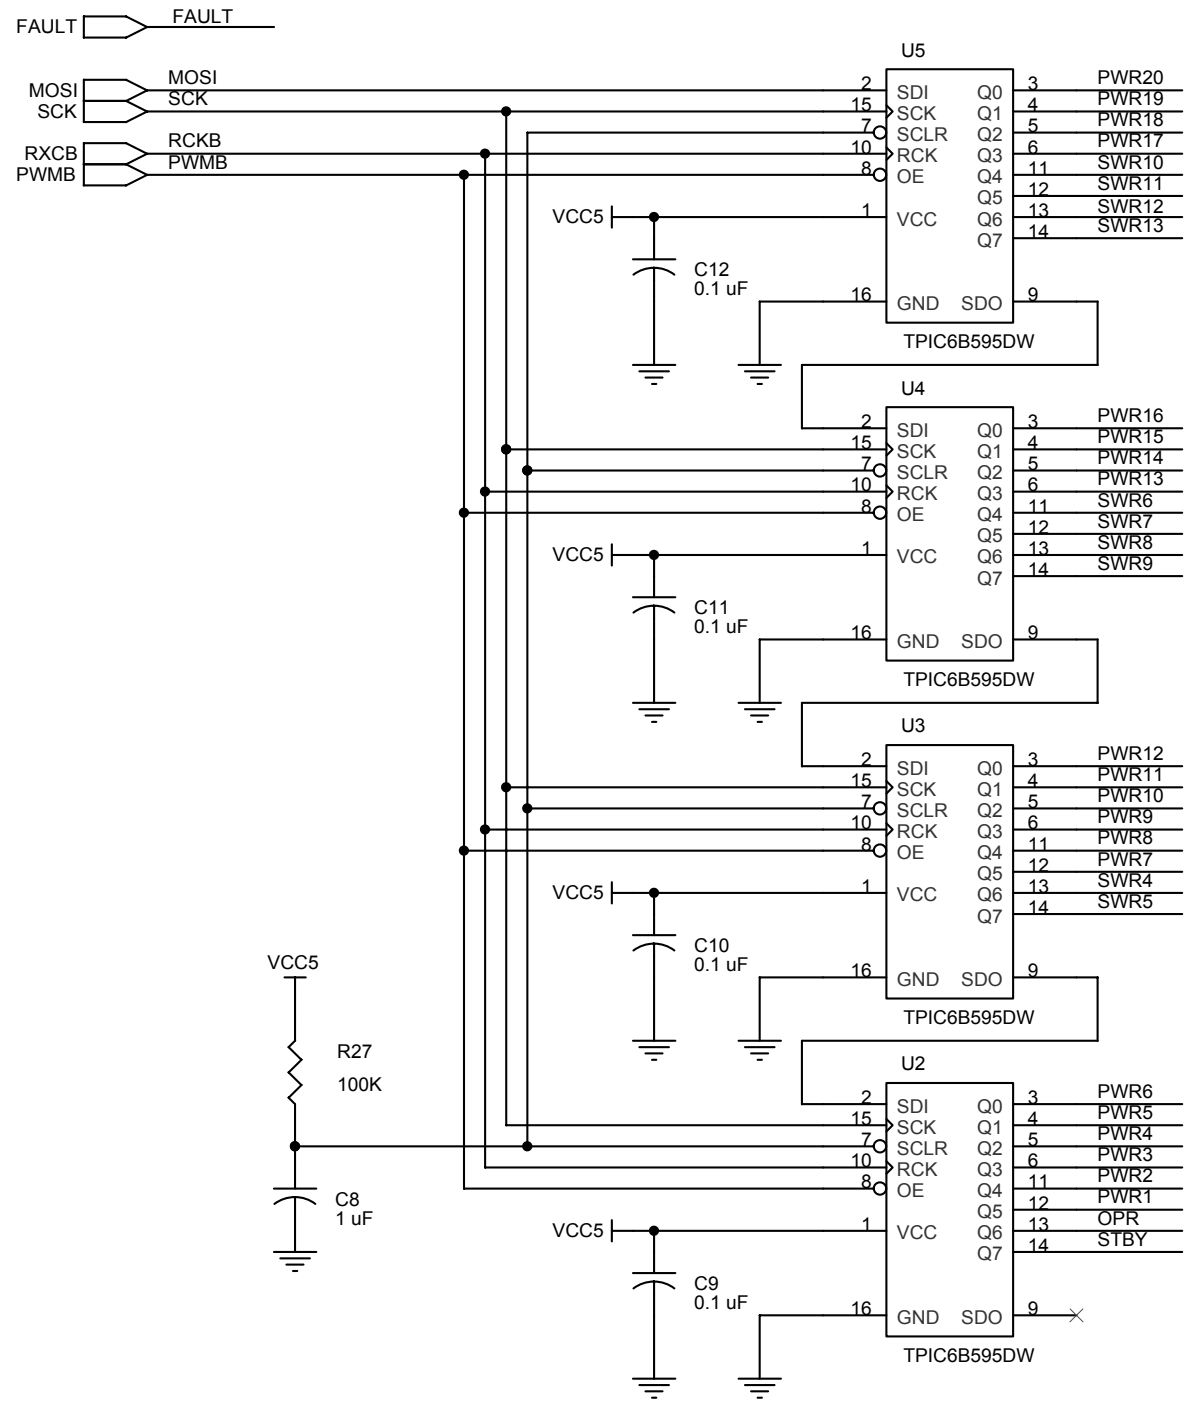 FAULT FAULT
U5
MOSI MOSI 2 SDI Q0 3 PWR20
SCK SCK 15 SCK Q1 4 PWR19
7 SCLR Q2 5 PWR18
RXCB RCKB 10 RCK Q3 6 PWR17
PWMB PWMB 8 OE Q4 11 SWR10
Q5 12 SWR11
VCC5 1 VCC Q6 13 SWR12
Q7 14 SWR13
C12
0.1 uF
16 GND SDO 9
TPIC6B595DW
U4
2 SDI Q0 3 PWR16
15 SCK Q1 4 PWR15
7 SCLR Q2 5 PWR14
10 RCK Q3 6 PWR13
8 OE Q4 11 SWR6
Q5 12 SWR7
VCC5 1 VCC Q6 13 SWR8
Q7 14 SWR9
C11
0.1 uF
16 GND SDO 9
TPIC6B595DW
U3
2 SDI Q0 3 PWR12
15 SCK Q1 4 PWR11
7 SCLR Q2 5 PWR10
10 RCK Q3 6 PWR9
8 OE Q4 11 PWR8
Q5 12 PWR7
VCC5 1 VCC Q6 13 SWR4
Q7 14 SWR5
C10
0.1 uF
16 GND SDO 9
TPIC6B595DW
VCC5
R27
100K
U2
2 SDI Q0 3 PWR6
15 SCK Q1 4 PWR5
7 SCLR Q2 5 PWR4
10 RCK Q3 6 PWR3
8 OE Q4 11 PWR2
Q5 12 PWR1
C8
1 uF
VCC5 1 VCC Q6 13 OPR
Q7 14 STBY
C9
0.1 uF
16 GND SDO 9
TPIC6B595DW